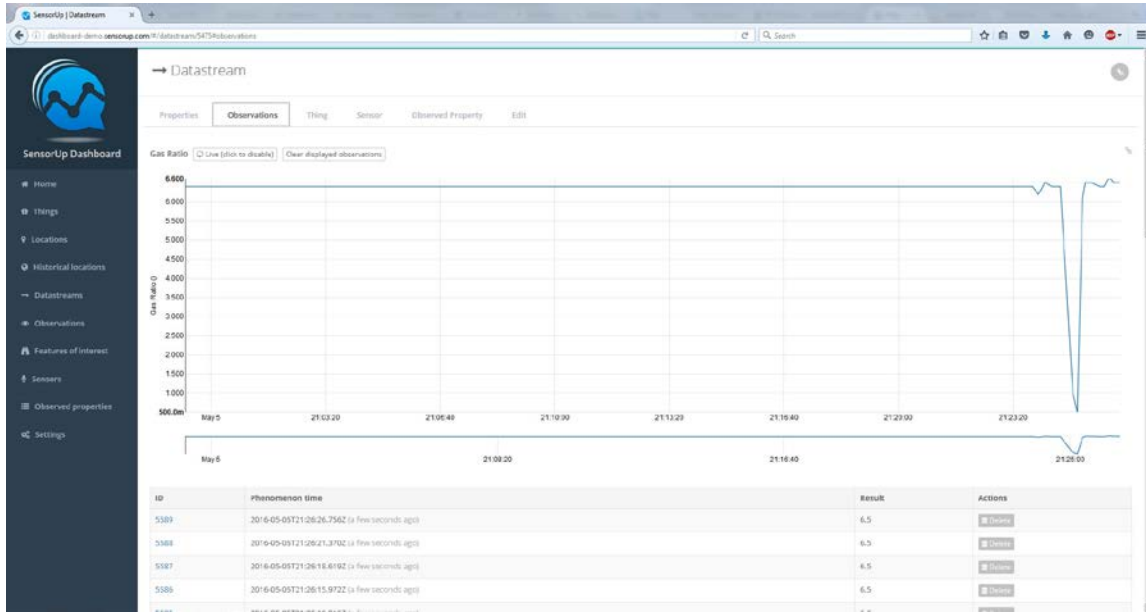 SensorUp | Datastream
dashboard-demo.sensorup.com/#/datastream/5475#observations
Search
SensorUp Dashboard
Home
Things
Locations
Historical locations
Datastreams
Observations
Features of interest
Sensors
Observed properties
Settings
→ Datastream
Properties Observations Thing Sensor Observed Property Edit
Gas Ratio Live (click to disable) Clear displayed observations
Gas Ratio ()
6.600
6.000
5.500
5.000
4.500
4.000
3.500
3.000
2.500
2.000
1.500
1.000
500.0m
May 5 21:03:20 21:06:40 21:10:00 21:13:20 21:16:40 21:20:00 21:23:20
May 5 21:08:20 21:16:40 21:25:00
ID Phenomenon time Result Actions
5589 2016-05-05T21:26:26.756Z (a few seconds ago) 6.5 Delete
5588 2016-05-05T21:26:21.370Z (a few seconds ago) 6.5 Delete
5587 2016-05-05T21:26:18.619Z (a few seconds ago) 6.5 Delete
5586 2016-05-05T21:26:15.972Z (a few seconds ago) 6.5 Delete